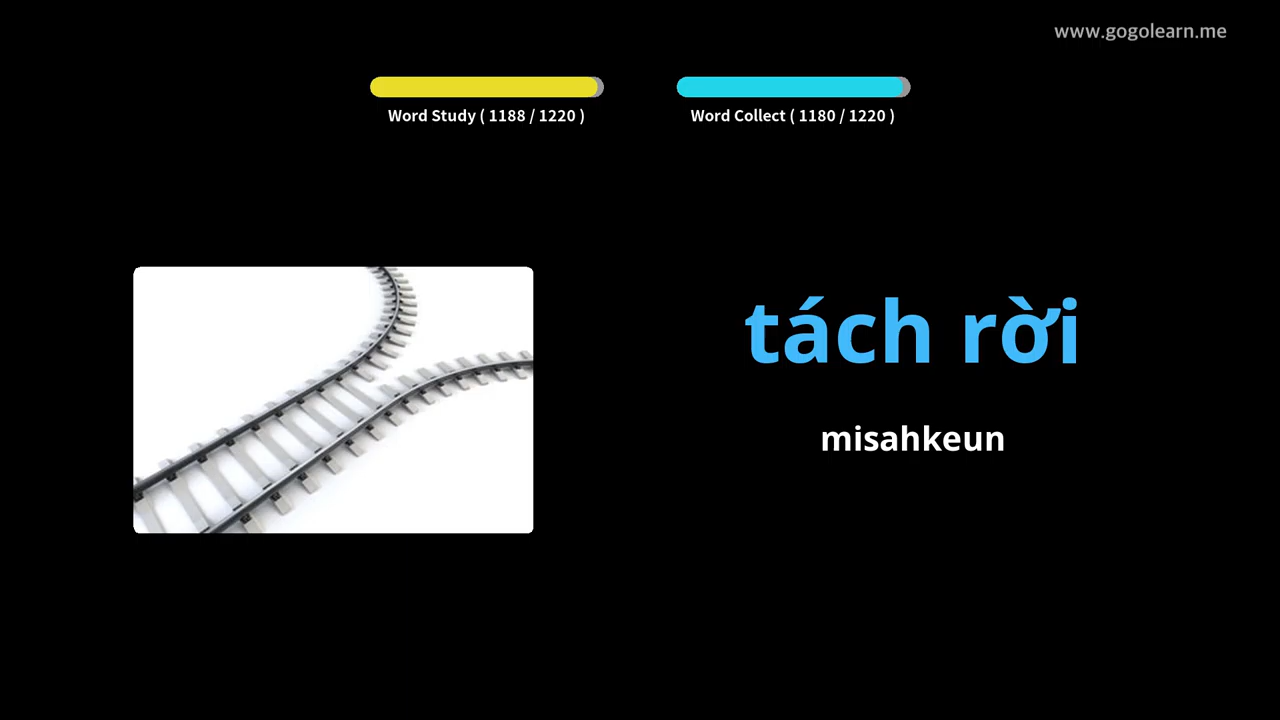 www.gogolearn.me
Word Study ( 1188 / 1220 )
Word Collect ( 1180 / 1220 )
tách rời
misahkeun